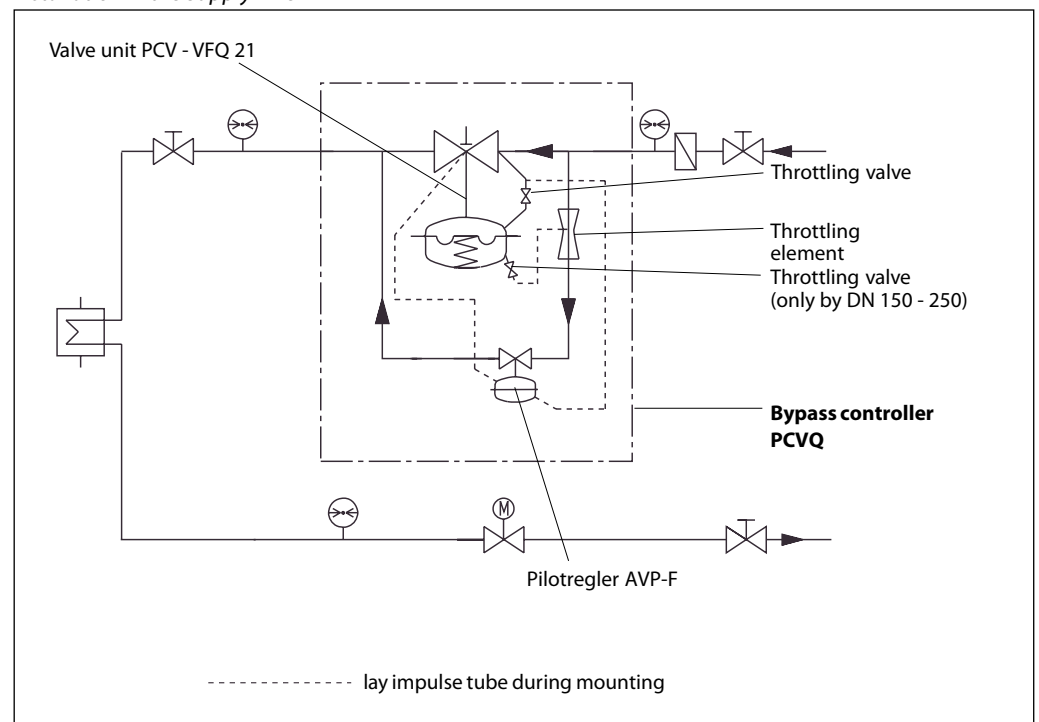 Valve unit PCV - VFQ 21
Throttling valve
Throttling
element
Throttling valve
(only by DN 150 - 250)
Bypass controller
PCVQ
M
Pilotregler AVP-F
lay impulse tube during mounting